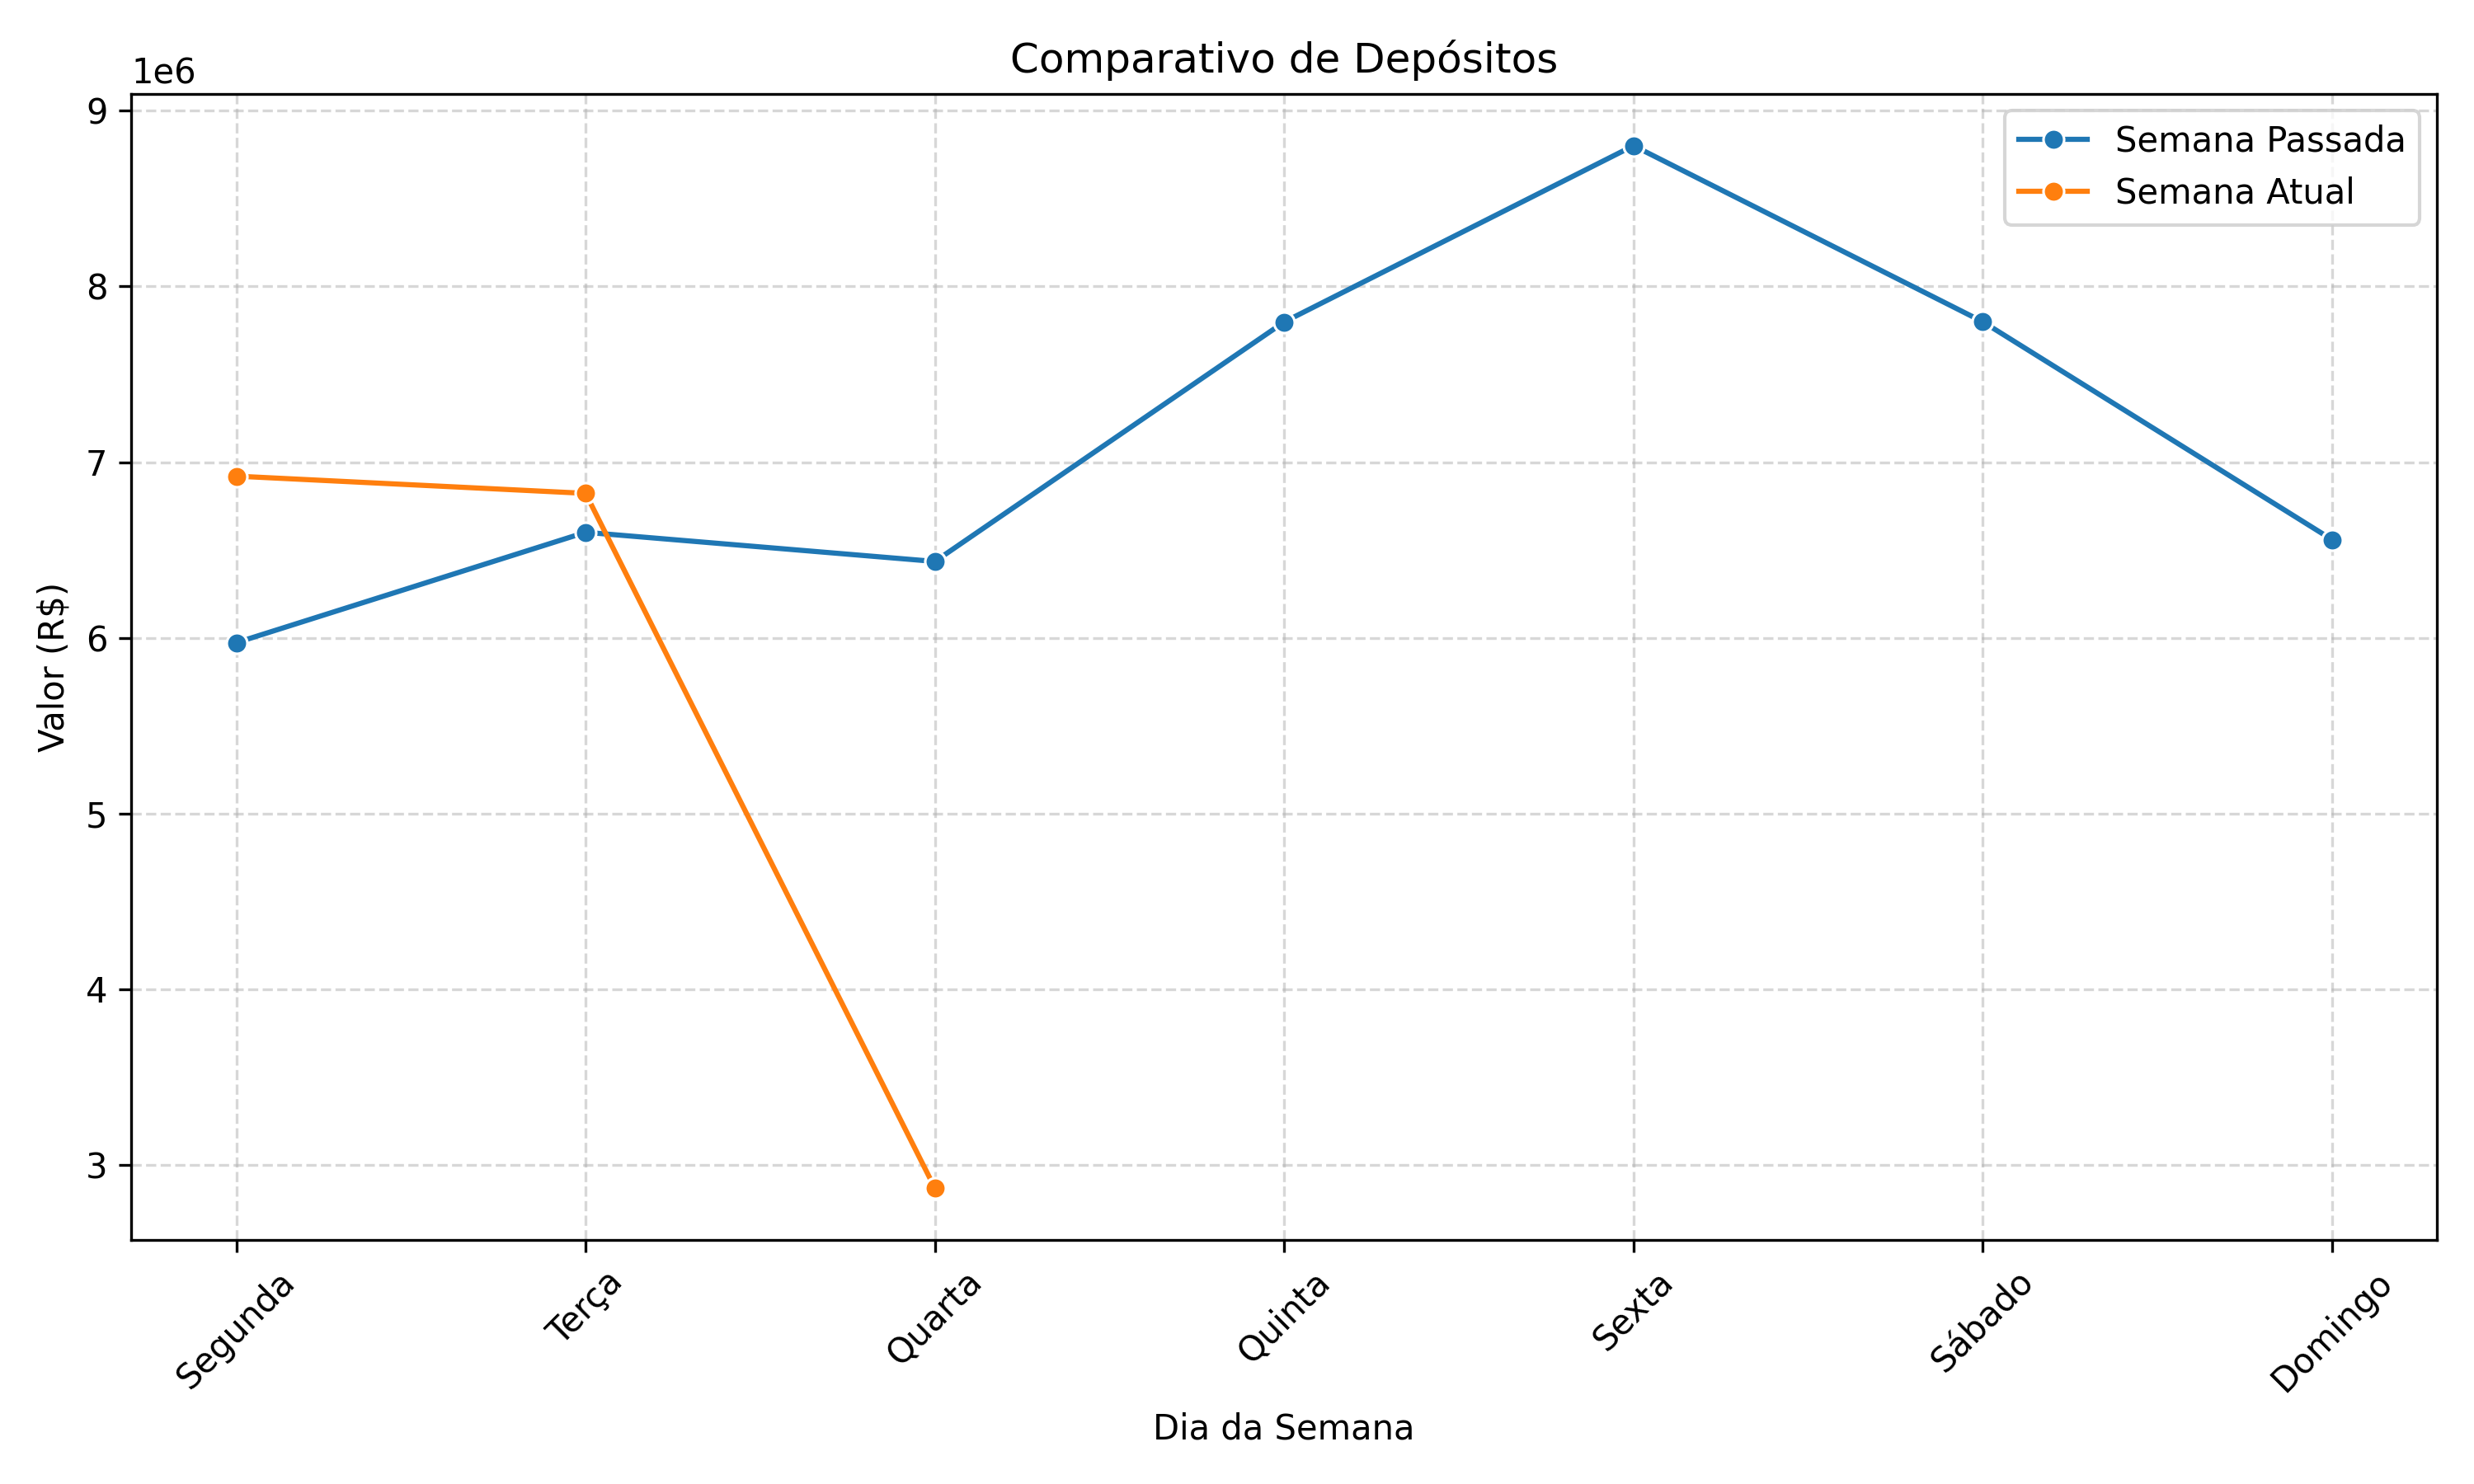 Comparativo de Depósitos
1e6
9
8
7
6
5
4
3
Valor (R$)
Semana Passada
Semana Atual
Segunda
Terça
Quarta
Quinta
Sexta
Sábado
Domingo
Dia da Semana